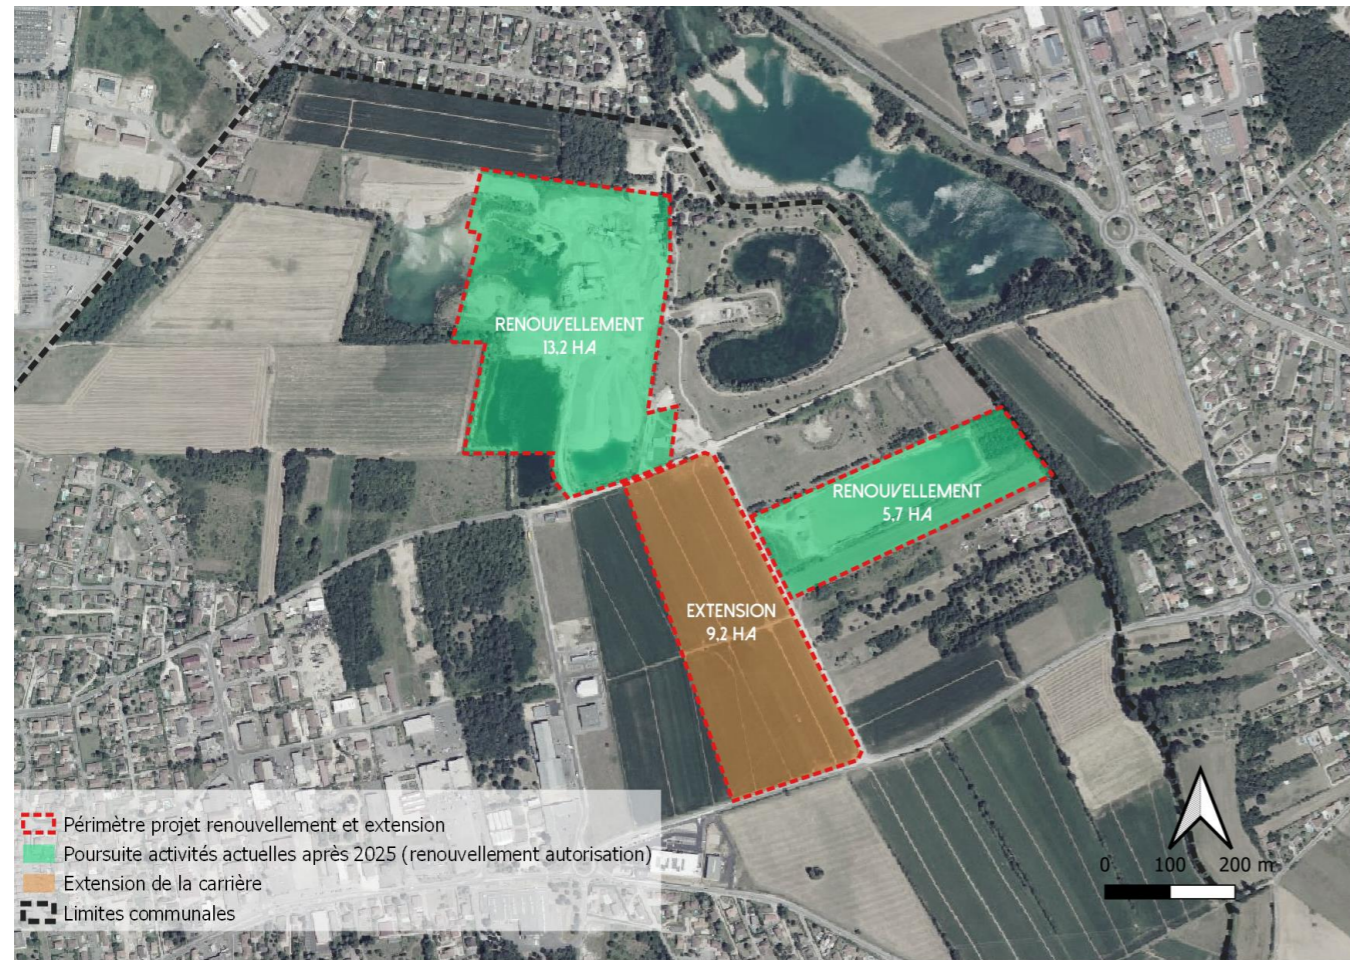 RENOUVELLEMENT
13,2 HA
RENOUVELLEMENT
5,7 HA
EXTENSION
9,2 HA
Périmètre projet renouvellement et extension
Poursuite activités actuelles après 2025 (renouvellement autorisation)
Extension de la carrière
Limites communales
0 100 200 m